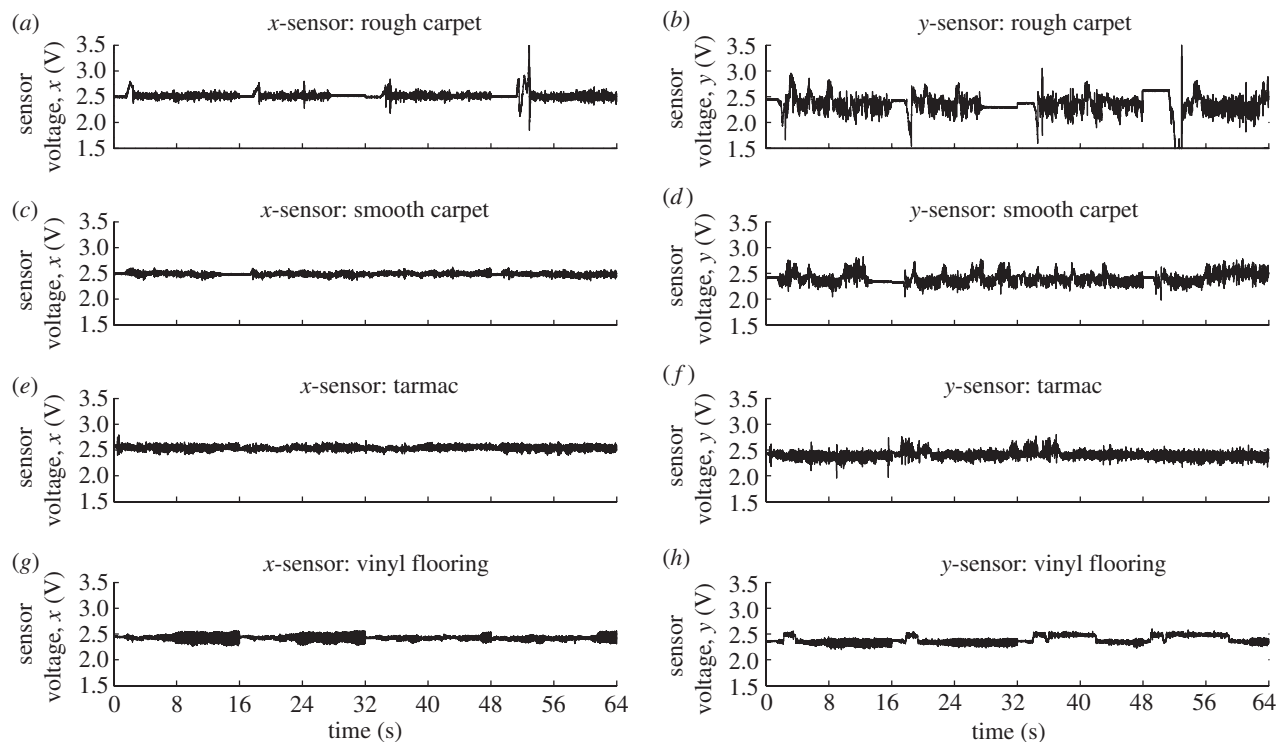 (a) x-sensor: rough carpet
sensor
voltage, x (V)
3.5
3.0
2.5
2.0
1.5
(b) y-sensor: rough carpet
sensor
voltage, y (V)
3.5
3.0
2.5
2.0
1.5
(c) x-sensor: smooth carpet
sensor
voltage, x (V)
3.5
3.0
2.5
2.0
1.5
(d) y-sensor: smooth carpet
sensor
voltage, y (V)
3.5
3.0
2.5
2.0
1.5
(e) x-sensor: tarmac
sensor
voltage, x (V)
3.5
3.0
2.5
2.0
1.5
(f) y-sensor: tarmac
sensor
voltage, y (V)
3.5
3.0
2.5
2.0
1.5
(g) x-sensor: vinyl flooring
sensor
voltage, x (V)
3.5
3.0
2.5
2.0
1.5
0 8 16 24 32 40 48 56 64
time (s)
(h) y-sensor: vinyl flooring
sensor
voltage, y (V)
3.5
3.0
2.5
2.0
1.5
0 8 16 24 32 40 48 56 64
time (s)